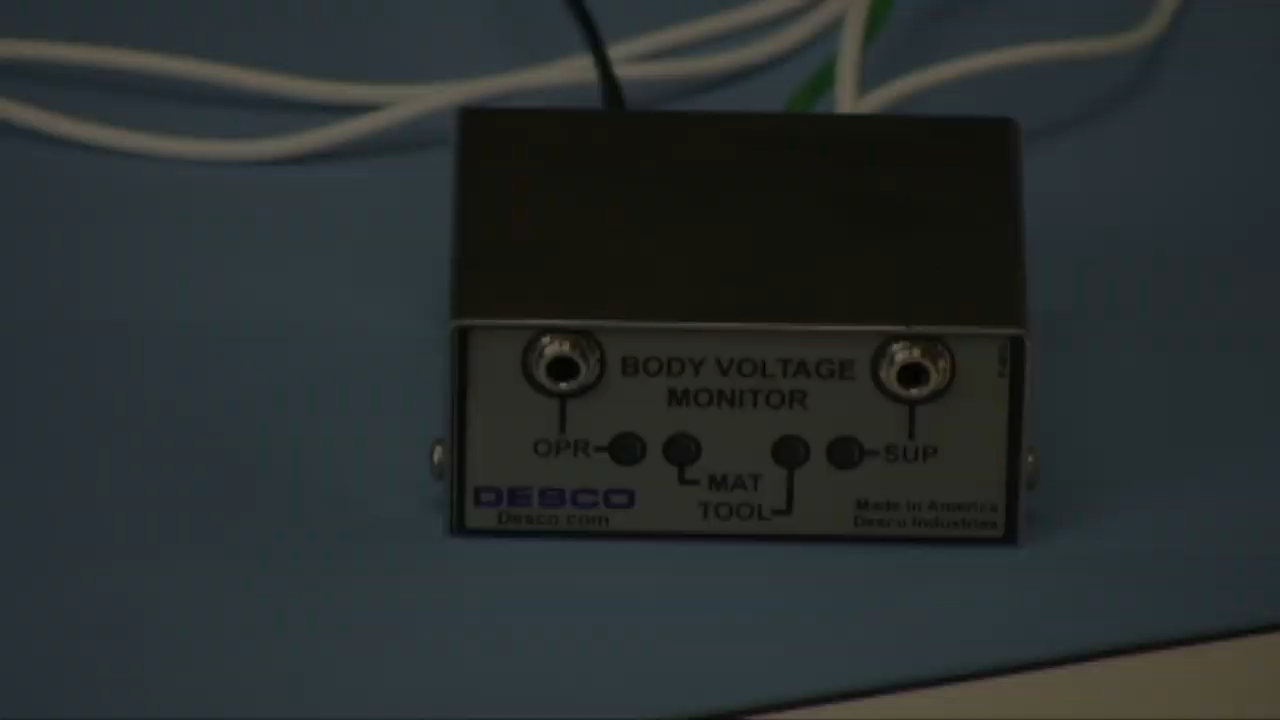 BODY VOLTAGE
MONITOR
OPR
SUP
MAT
TOOL
DESCO
Desco.com
Made in America
Desco Industries